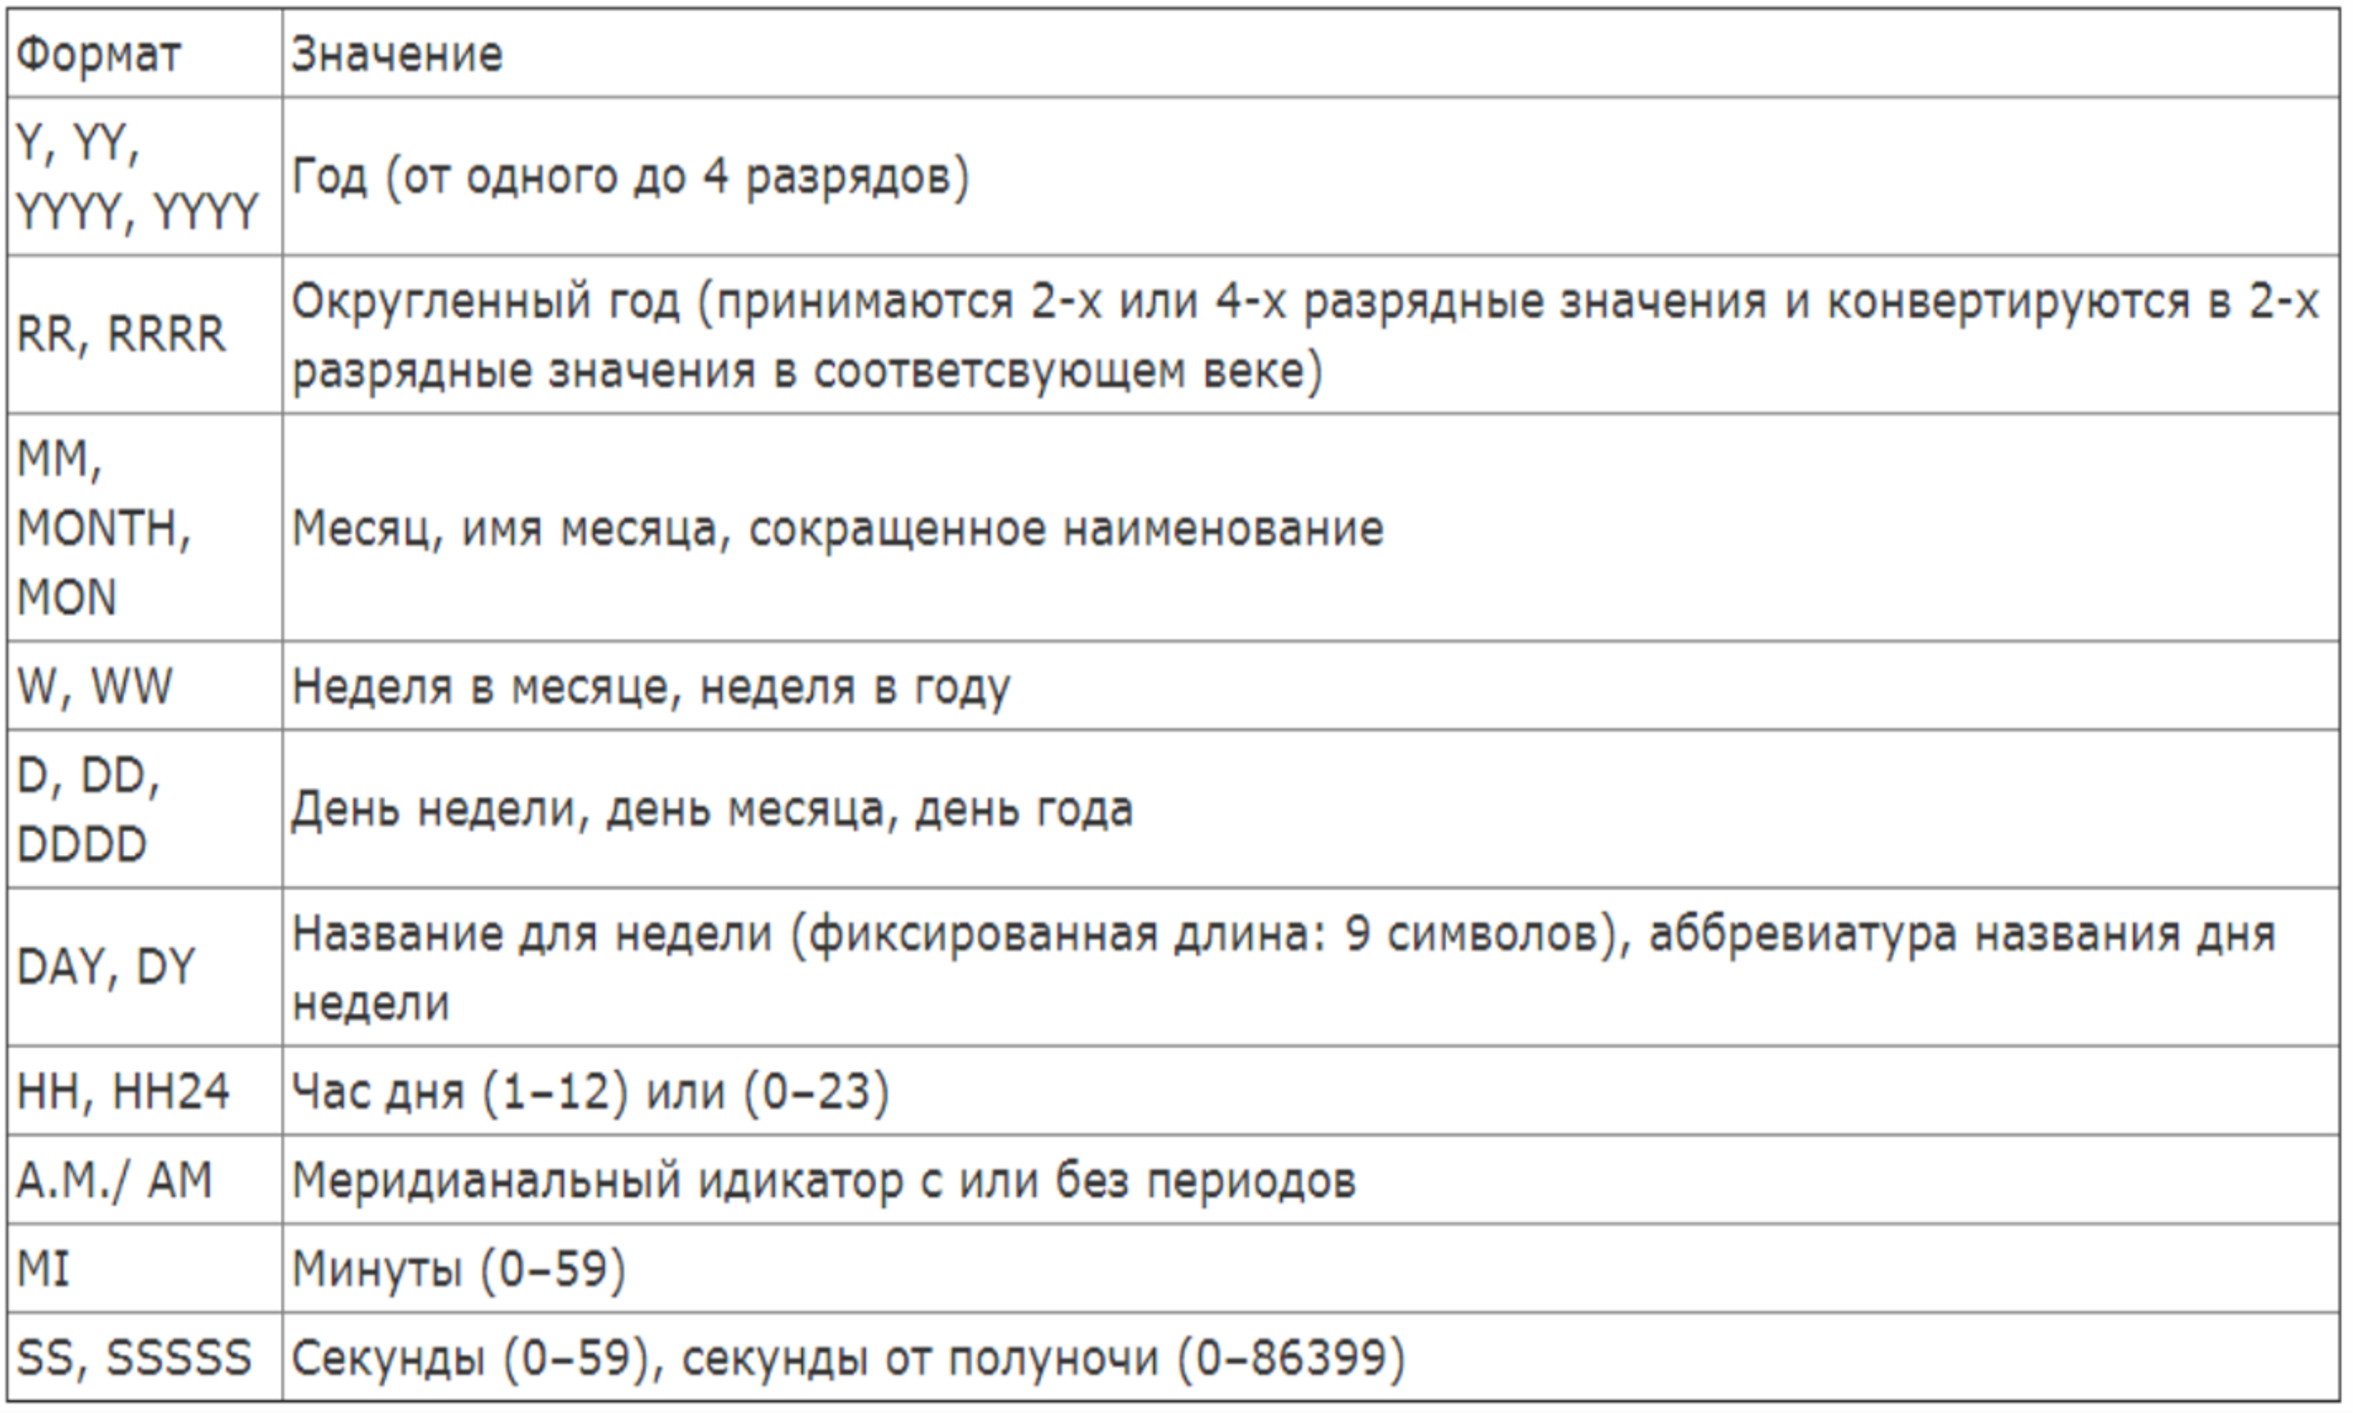 Формат
Значение
Y, YY,
YYYY, YYYY
Год (от одного до 4 разрядов)
RR, RRRR
Округленный год (принимаются 2-х или 4-х разрядные значения и конвертируются в 2-х
разрядные значения в соответсвующем веке)
MM,
MONTH,
MON
Месяц, имя месяца, сокращенное наименование
W, WW
Неделя в месяце, неделя в году
D, DD,
DDDD
День недели, день месяца, день года
DAY, DY
Название для недели (фиксированная длина: 9 символов), аббревиатура названия дня
недели
HH, HH24
Час дня (1–12) или (0–23)
A.M./ AM
Меридианальный идикатор с или без периодов
MI
Минуты (0–59)
SS, SSSSS
Секунды (0–59), секунды от полуночи (0–86399)